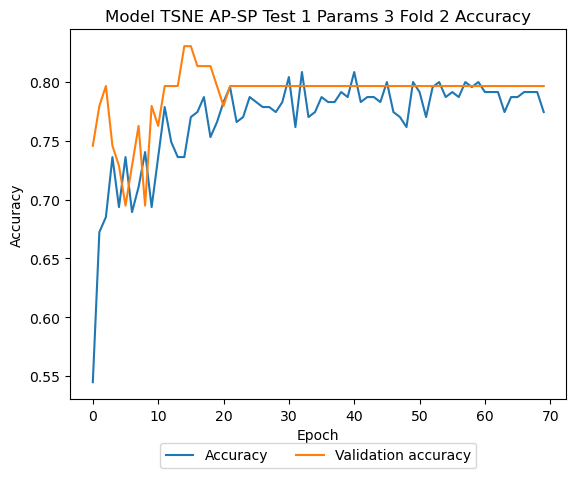 Model TSNE AP-SP Test 1 Params 3 Fold 2 Accuracy
0.80
0.75
0.70
0.65
0.60
0.55
Accuracy
0 10 20 30 40 50 60 70
Epoch
Accuracy Validation accuracy